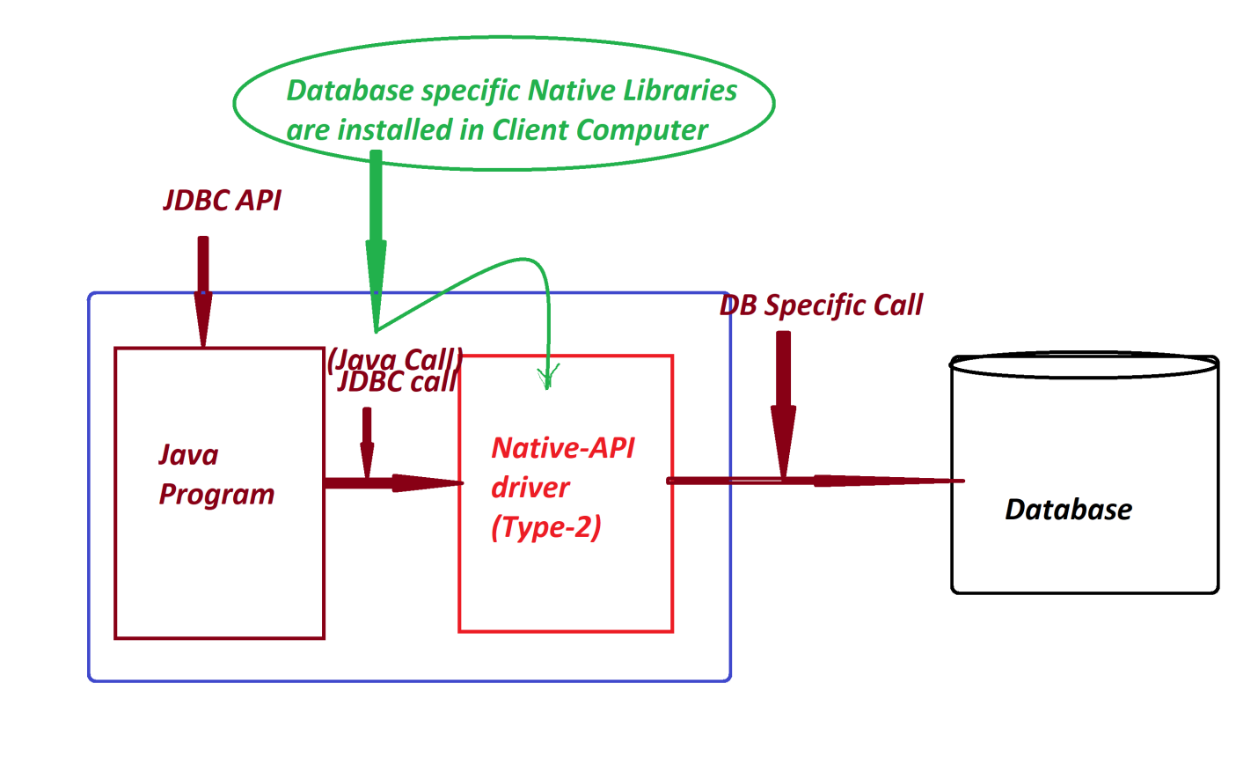 Database specific Native Libraries
are installed in Client Computer
JDBC API
DB Specific Call
(Java Call)
JDBC call
Java
Program
Native-API
driver
(Type-2)
Database